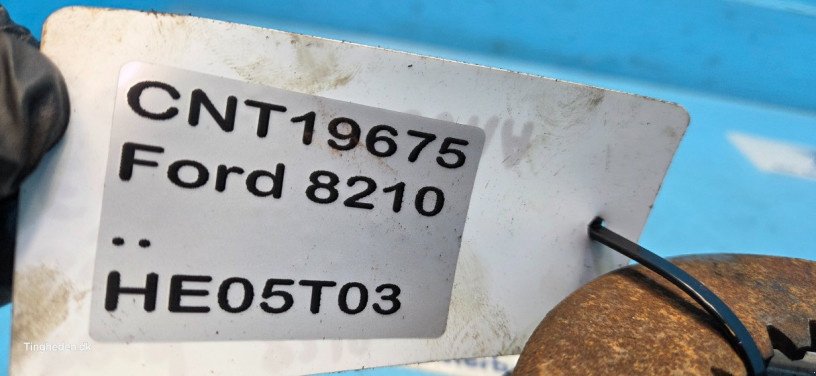 CNT19675
Ford 8210
..
HE05T03
Tingheden.dk